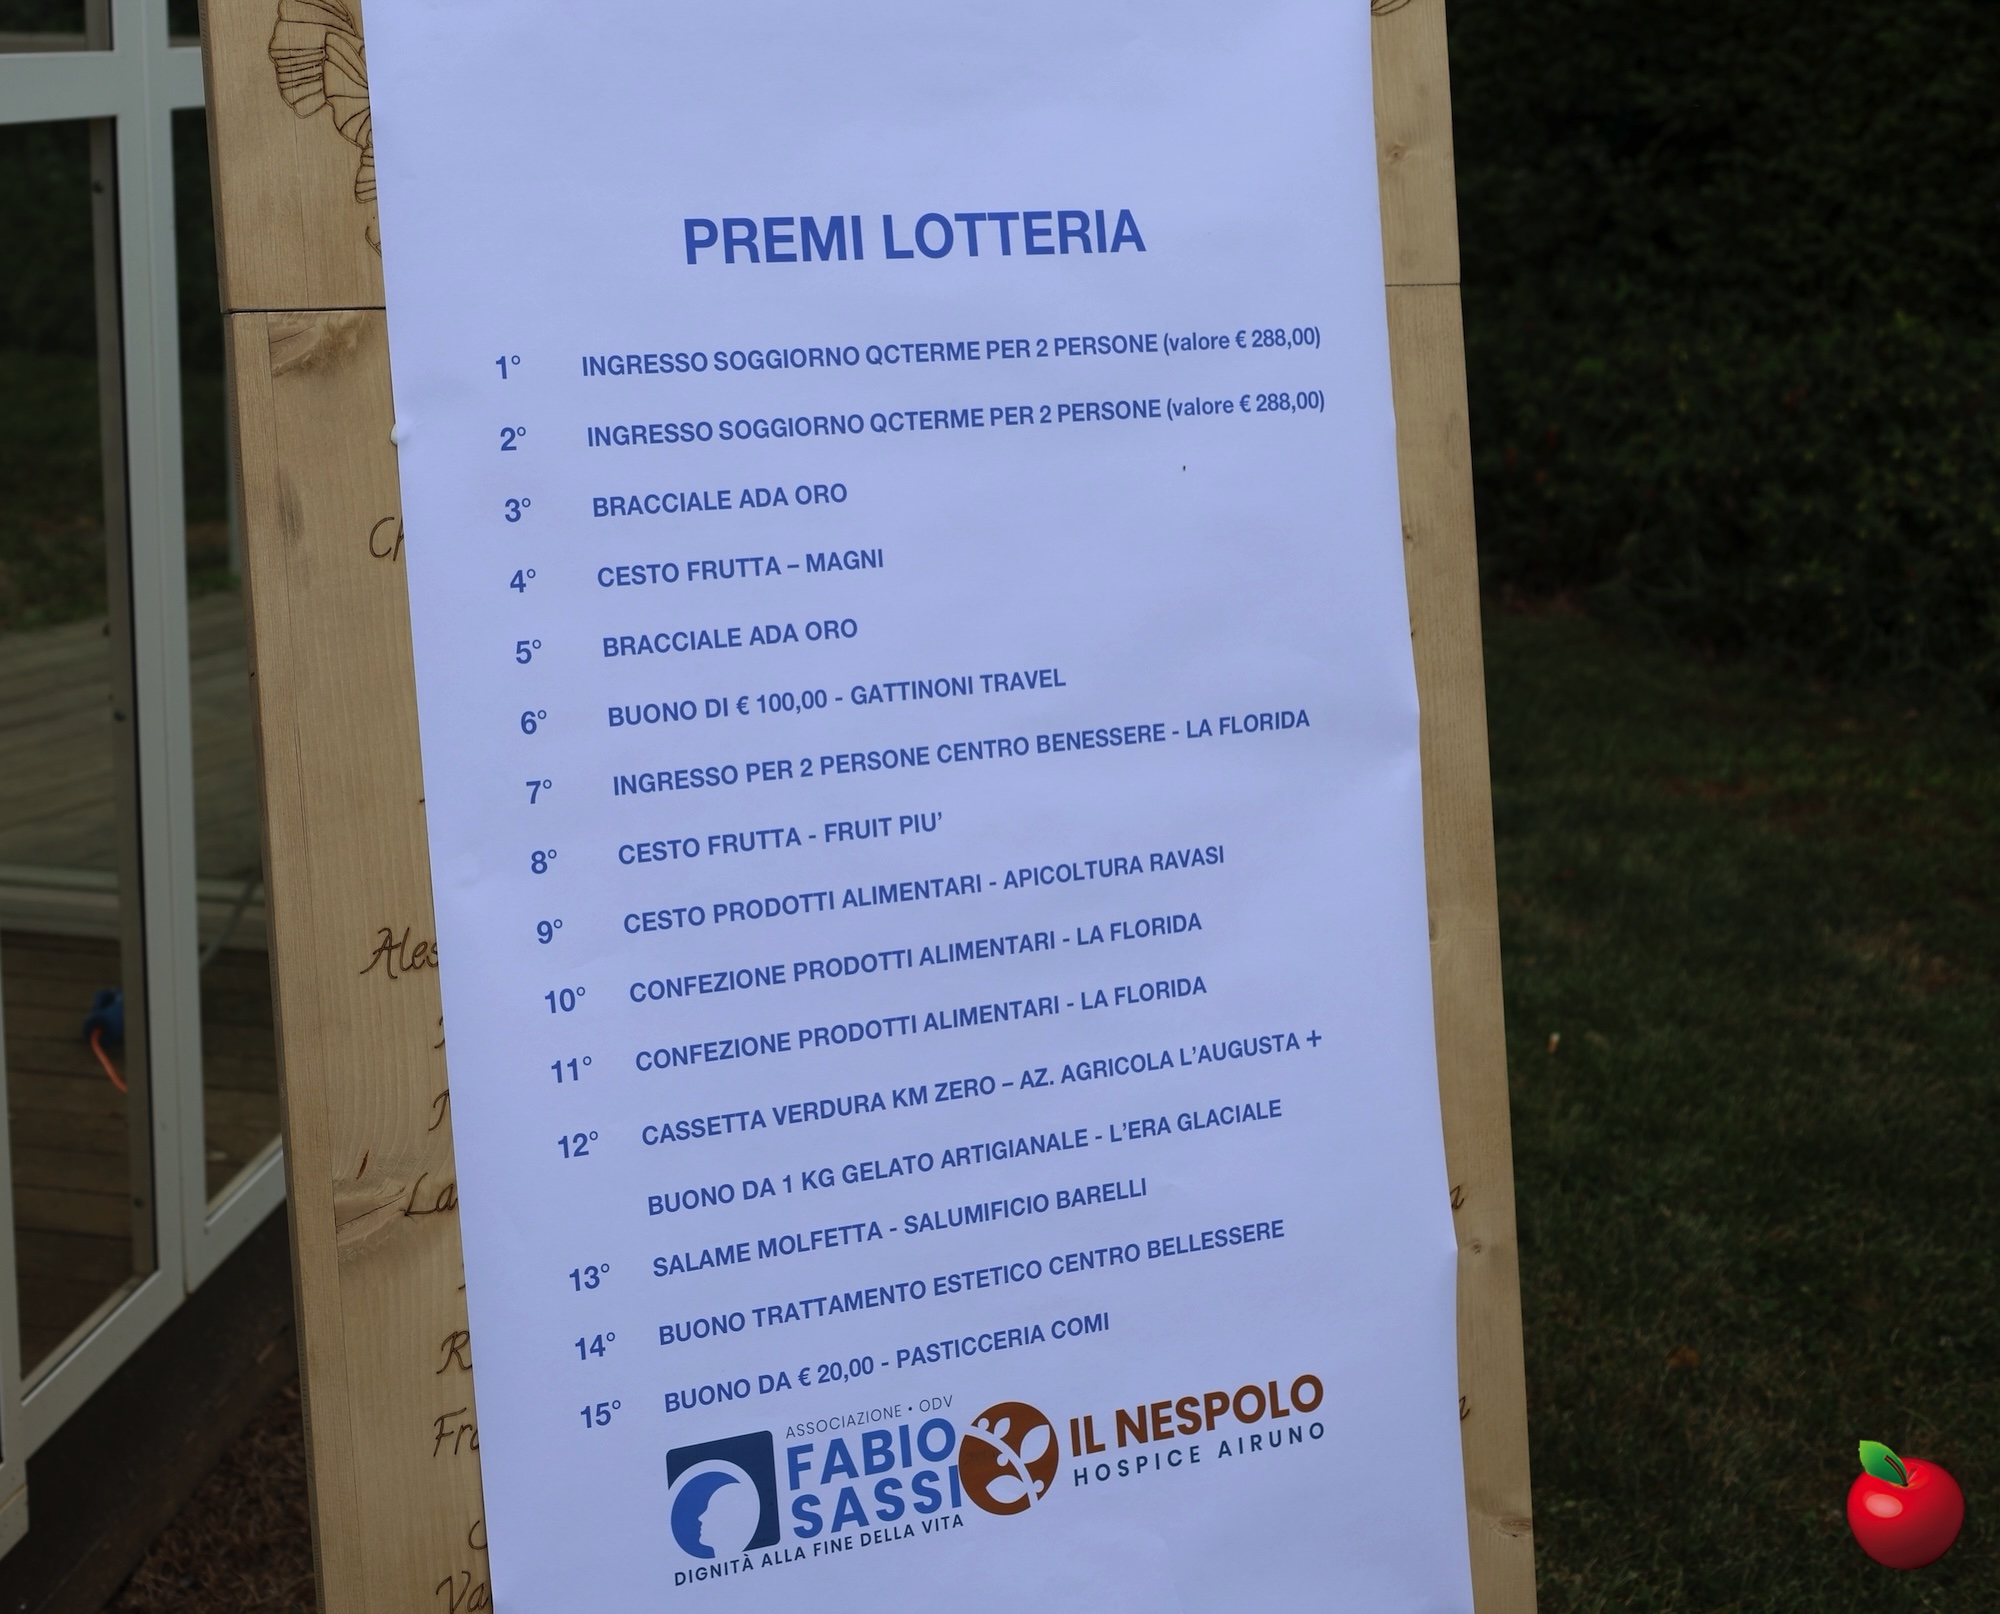 PREMI LOTTERIA
1° INGRESSO SOGGIORNO QCTERME PER 2 PERSONE (valore € 288,00)
2° INGRESSO SOGGIORNO QCTERME PER 2 PERSONE (valore € 288,00)
3° BRACCIALE ADA ORO
4° CESTO FRUTTA – MAGNI
5° BRACCIALE ADA ORO
6° BUONO DI € 100,00 - GATTINONI TRAVEL
7° INGRESSO PER 2 PERSONE CENTRO BENESSERE - LA FLORIDA
8° CESTO FRUTTA - FRUIT PIU’
9° CESTO PRODOTTI ALIMENTARI - APICOLTURA RAVASI
10° CONFEZIONE PRODOTTI ALIMENTARI - LA FLORIDA
11° CONFEZIONE PRODOTTI ALIMENTARI - LA FLORIDA
12° CASSETTA VERDURA KM ZERO – AZ. AGRICOLA L’AUGUSTA +
BUONO DA 1 KG GELATO ARTIGIANALE - L’ERA GLACIALE
13° SALAME MOLFETTA - SALUMIFICIO BARELLI
14° BUONO TRATTAMENTO ESTETICO CENTRO BELLESSERE
15° BUONO DA € 20,00 - PASTICCERIA COMI
ASSOCIAZIONE • ODV
FABIO
SASSI
DIGNITÀ ALLA FINE DELLA VITA
IL NESPOLO
HOSPICE AIRUNO